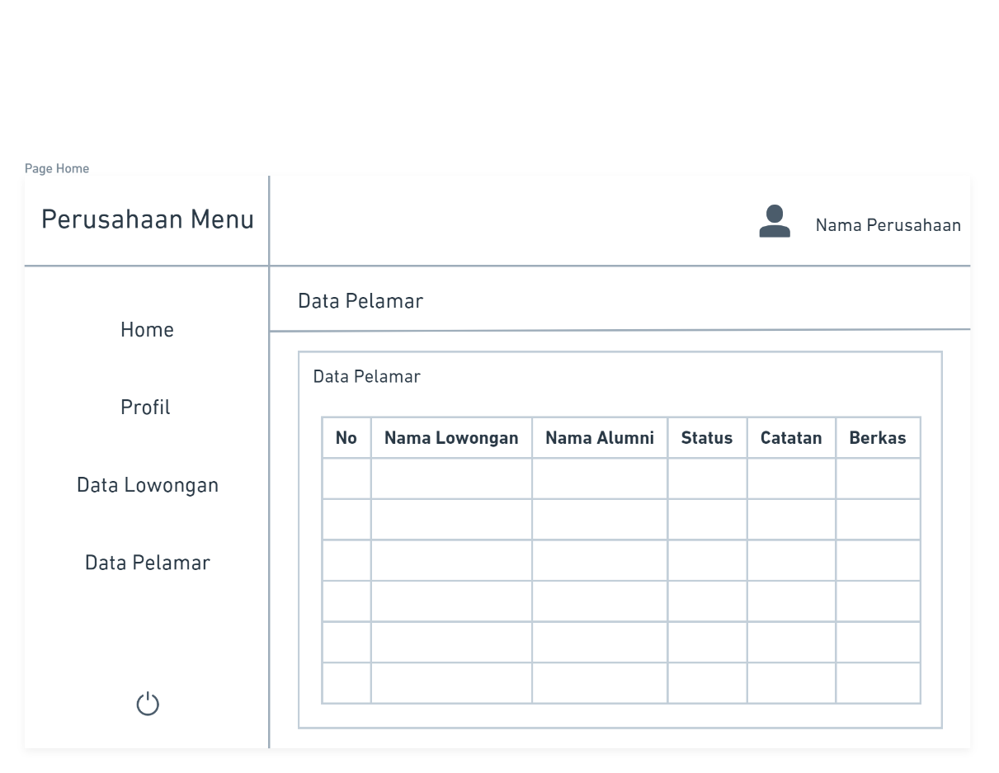 Page Home
Perusahaan Menu
Nama Perusahaan
Home
Profil
Data Lowongan
Data Pelamar
Data Pelamar
Data Pelamar
No Nama Lowongan Nama Alumni Status Catatan Berkas